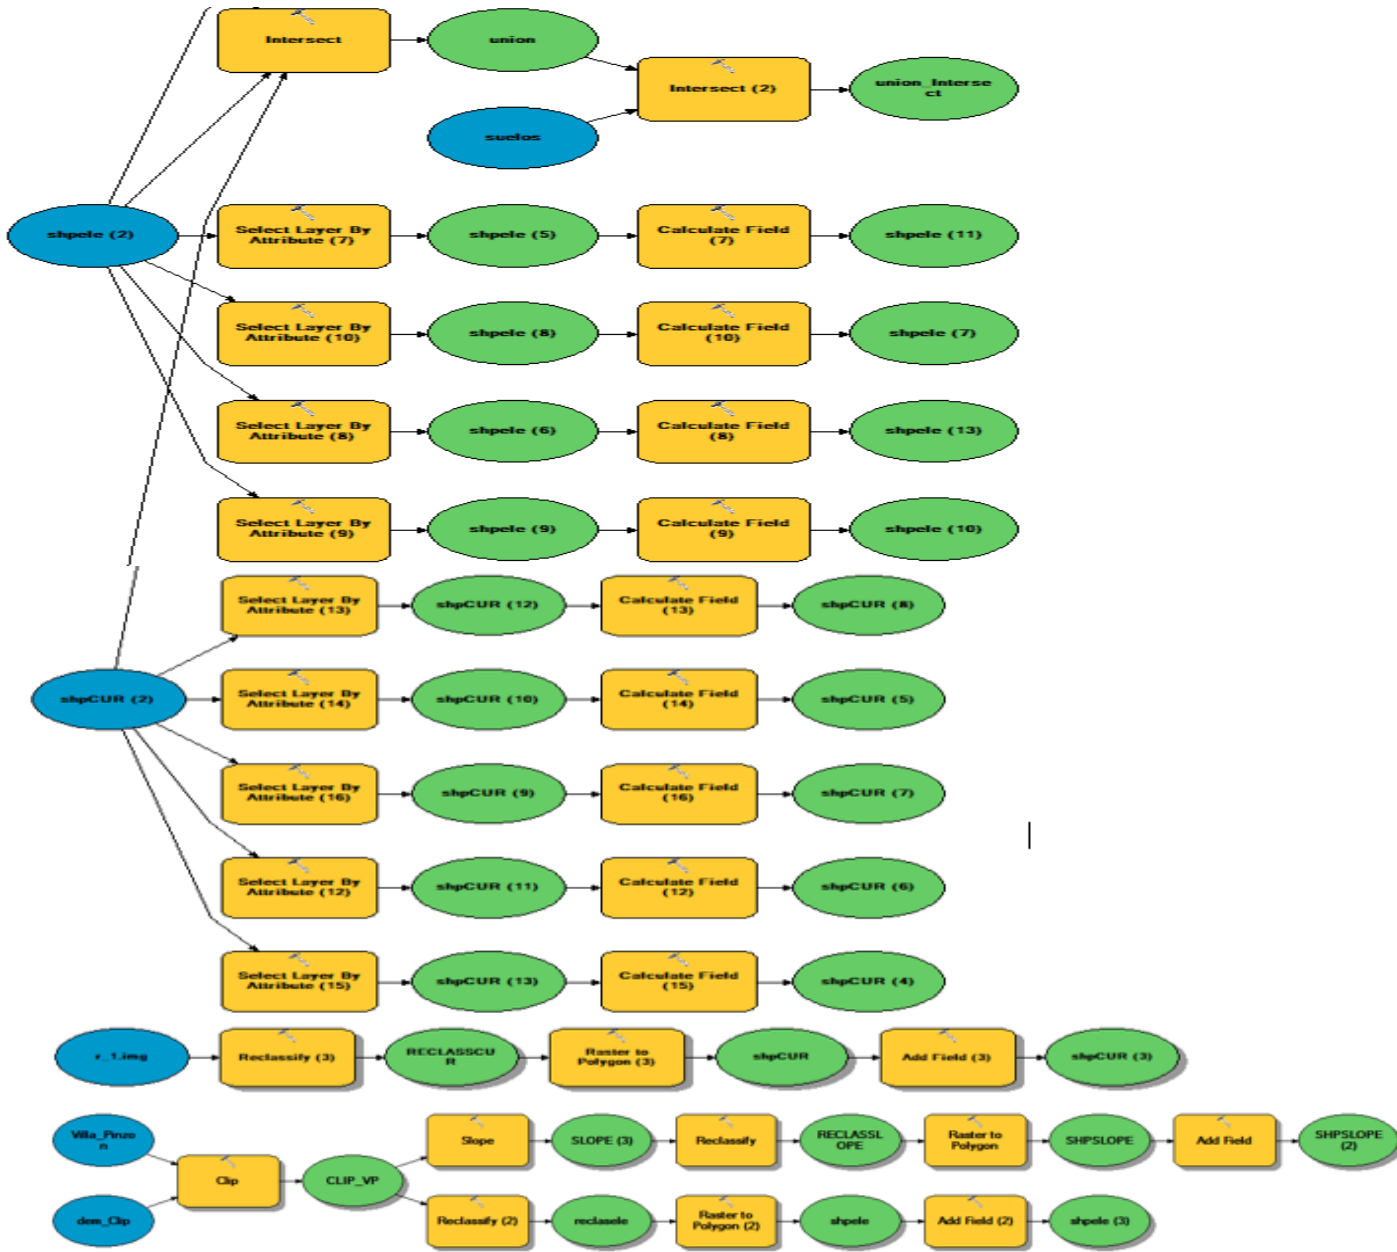 Intersect
union
Intersect (2)
union_Interse
ct
suelos
shpele (2)
Select Layer By
Attribute (7)
shpele (5)
Calculate Field
(7)
shpele (11)
Select Layer By
Attribute (10)
shpele (8)
Calculate Field
(10)
shpele (7)
Select Layer By
Attribute (8)
shpele (6)
Calculate Field
(8)
shpele (13)
Select Layer By
Attribute (9)
shpele (9)
Calculate Field
(9)
shpele (10)
Select Layer By
Attribute (13)
shpCUR (12)
Calculate Field
(13)
shpCUR (8)
shpCUR (2)
Select Layer By
Attribute (14)
shpCUR (10)
Calculate Field
(14)
shpCUR (5)
Select Layer By
Attribute (16)
shpCUR (9)
Calculate Field
(16)
shpCUR (7)
Select Layer By
Attribute (12)
shpCUR (11)
Calculate Field
(12)
shpCUR (6)
Select Layer By
Attribute (15)
shpCUR (13)
Calculate Field
(15)
shpCUR (4)
r_1.img
Reclassify (3)
RECLASSCU
R
Raster to
Polygon (3)
shpCUR
Add Field (3)
shpCUR (3)
Villa_Pinzo
n
Slope
SLOPE (3)
Reclassify
RECLASSL
OPE
Raster to
Polygon
SHPSLOPE
Add Field
SHPSLOPE
(2)
Clip
CLIP_VP
dem_Clip
Reclassify (2)
reclasele
Raster to
Polygon (2)
shpele
Add Field (2)
shpele (3)